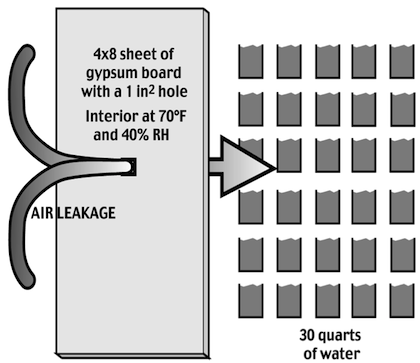 4x8 sheet of
gypsum board
with a 1 in² hole
Interior at 70°F
and 40% RH
AIR LEAKAGE
30 quarts
of water